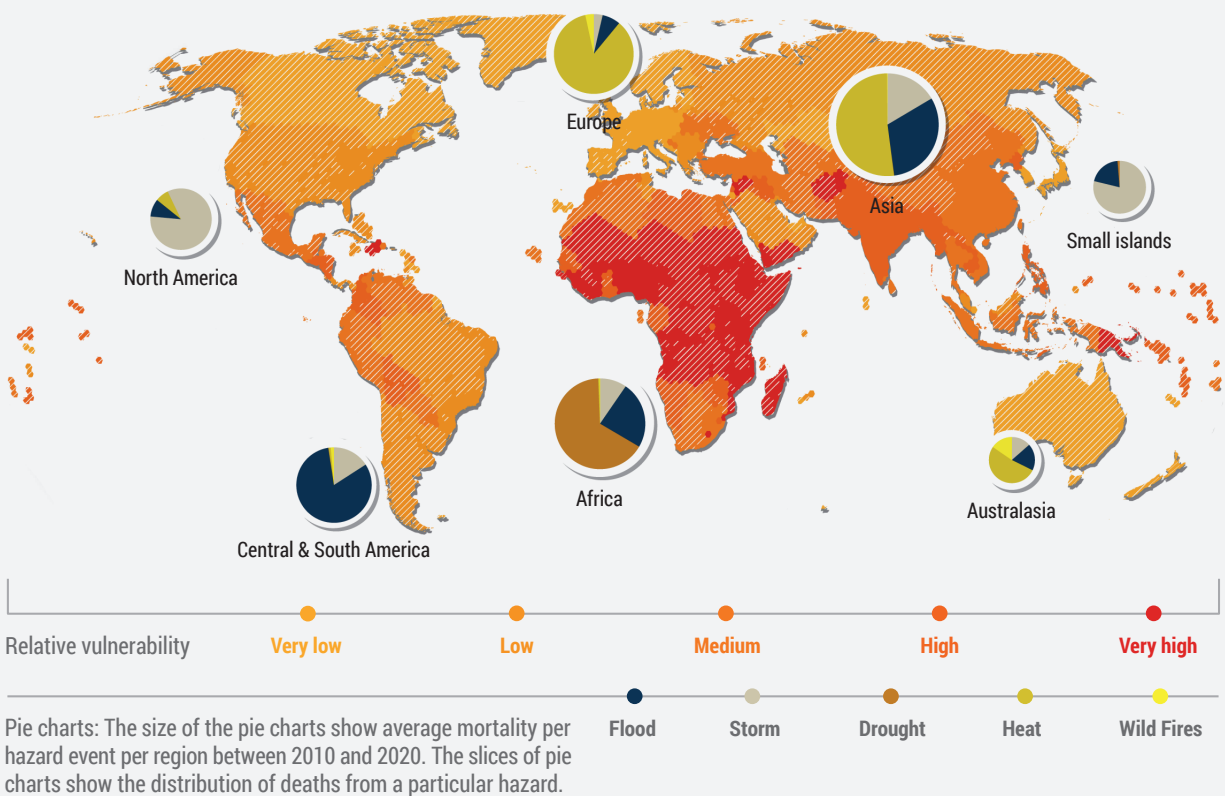 Europe
Asia
Small islands
North America
Africa
Australasia
Central & South America
Relative vulnerability
Very low
Low
Medium
High
Very high
Pie charts: The size of the pie charts show average mortality per
hazard event per region between 2010 and 2020. The slices of pie
charts show the distribution of deaths from a particular hazard.
Flood
Storm
Drought
Heat
Wild Fires